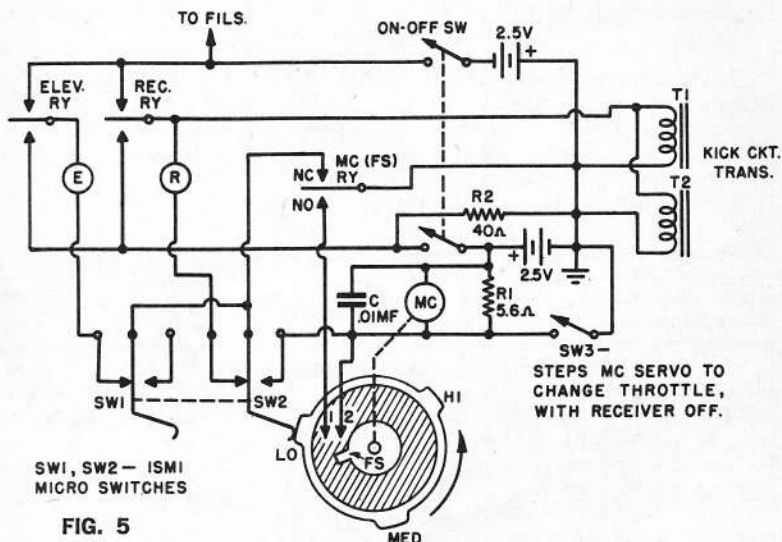 TO FILS.
ON-OFF SW
2.5V
+
ELEV.
RY
REC.
RY
T1
E
R
NC
MC (FS)
RY
NO
KICK CKT.
TRANS.
T2
R2
40Ω
+
2.5V
C
.01MF
MC
R1
5.6Ω
SW3 –
STEPS MC SERVO TO
CHANGE THROTTLE,
WITH RECEIVER OFF.
SW1
SW2
1 2
HI
LO
FS
MED
SW1, SW2 – 1SM1
MICRO SWITCHES
FIG. 5